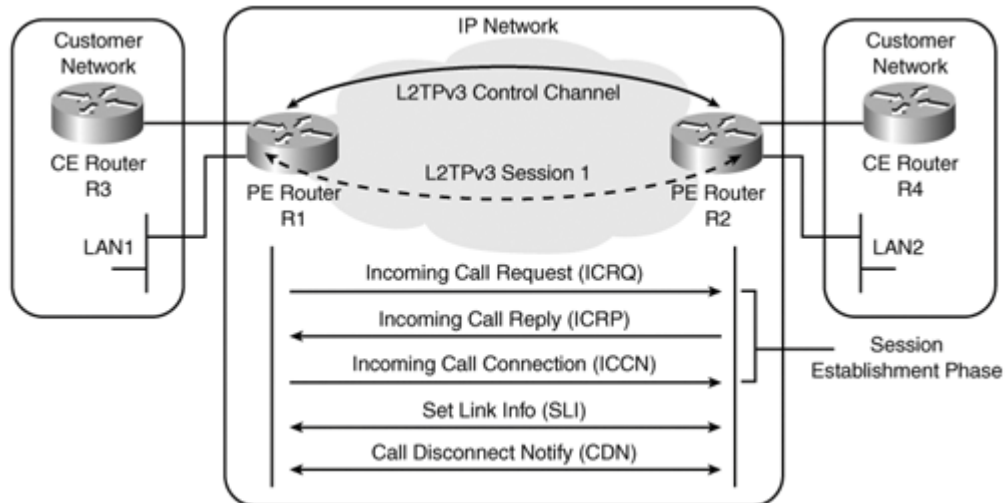 IP Network
Customer
Network
CE Router
R3
LAN1
L2TPv3 Control Channel
L2TPv3 Session 1
PE Router
R1
PE Router
R2
Customer
Network
CE Router
R4
LAN2
Incoming Call Request (ICRQ)
Incoming Call Reply (ICRP)
Incoming Call Connection (ICCN)
Set Link Info (SLI)
Call Disconnect Notify (CDN)
Session
Establishment Phase